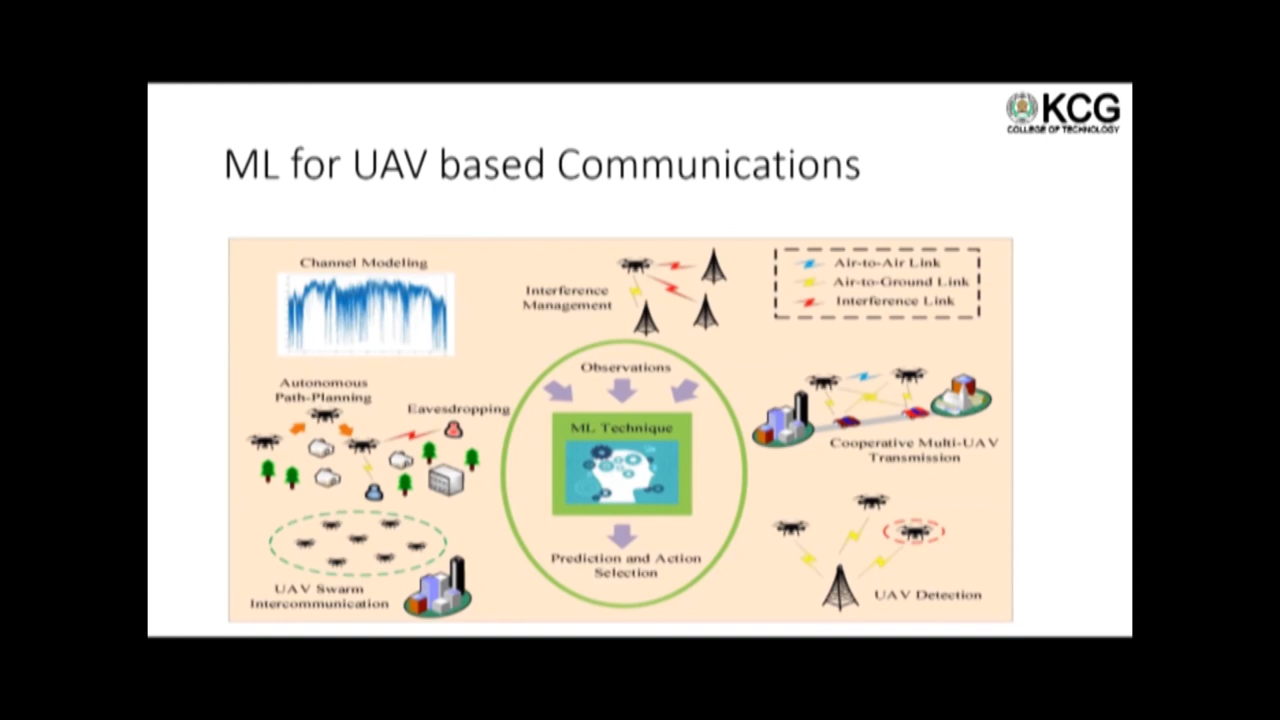 KCG
COLLEGE OF TECHNOLOGY
ML for UAV based Communications
Channel Modeling
Interference
Management
Air-to-Air Link
Air-to-Ground Link
Interference Link
Autonomous
Path-Planning
Eavesdropping
Observations
ML Technique
Prediction and Action
Selection
Cooperative Multi-UAV
Transmission
UAV Swarm
Intercommunication
UAV Detection